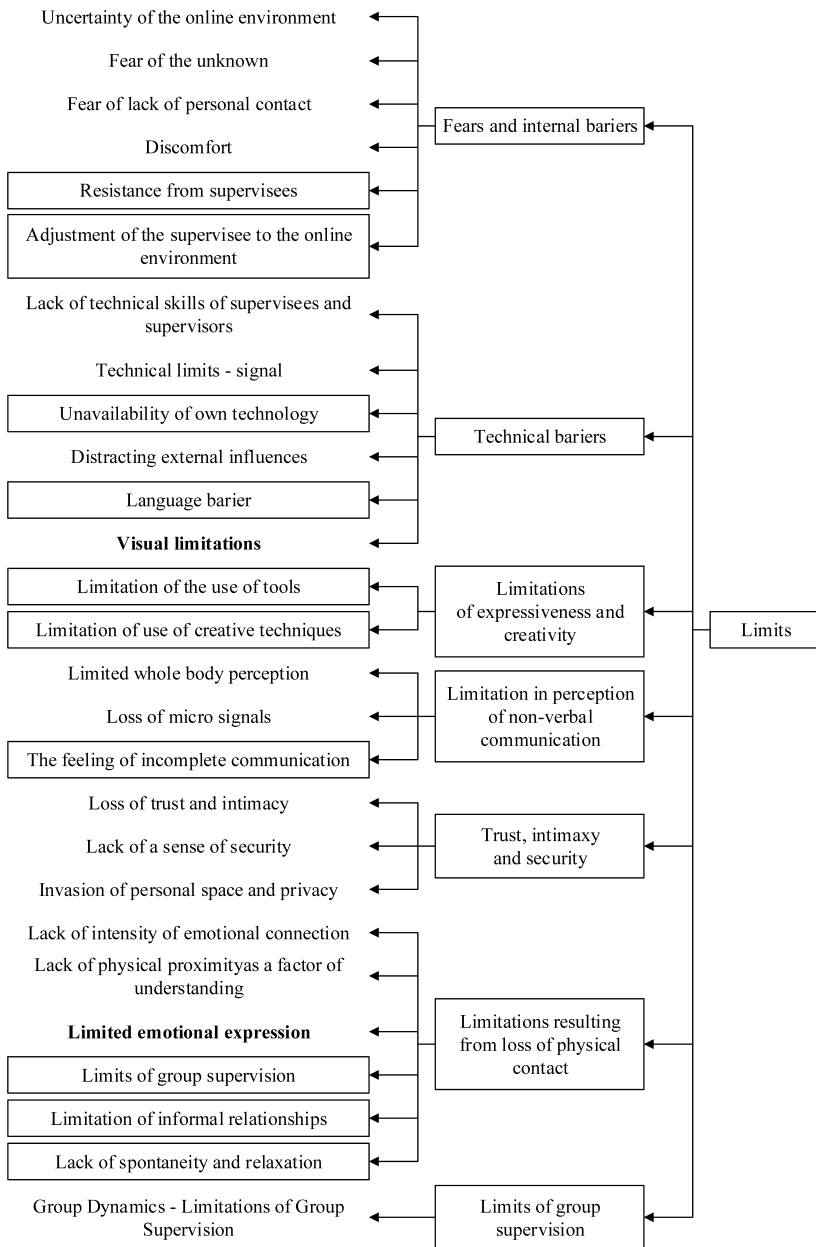 Uncertainty of the online environment
Fear of the unknown
Fear of lack of personal contact
Discomfort
Resistance from supervisees
Adjustment of the supervisee to the online
environment
Fears and internal bariers
Lack of technical skills of supervisees and
supervisors
Technical limits - signal
Unavailability of own technology
Distracting external influences
Language barier
Visual limitations
Technical bariers
Limitation of the use of tools
Limitation of use of creative techniques
Limitations
of expressiveness and
creativity
Limits
Limited whole body perception
Loss of micro signals
The feeling of incomplete communication
Limitation in perception
of non-verbal
communication
Loss of trust and intimacy
Lack of a sense of security
Invasion of personal space and privacy
Trust, intimaxy
and security
Lack of intensity of emotional connection
Lack of physical proximityas a factor of
understanding
Limited emotional expression
Limits of group supervision
Limitation of informal relationships
Lack of spontaneity and relaxation
Limitations resulting
from loss of physical
contact
Group Dynamics - Limitations of Group
Supervision
Limits of group
supervision